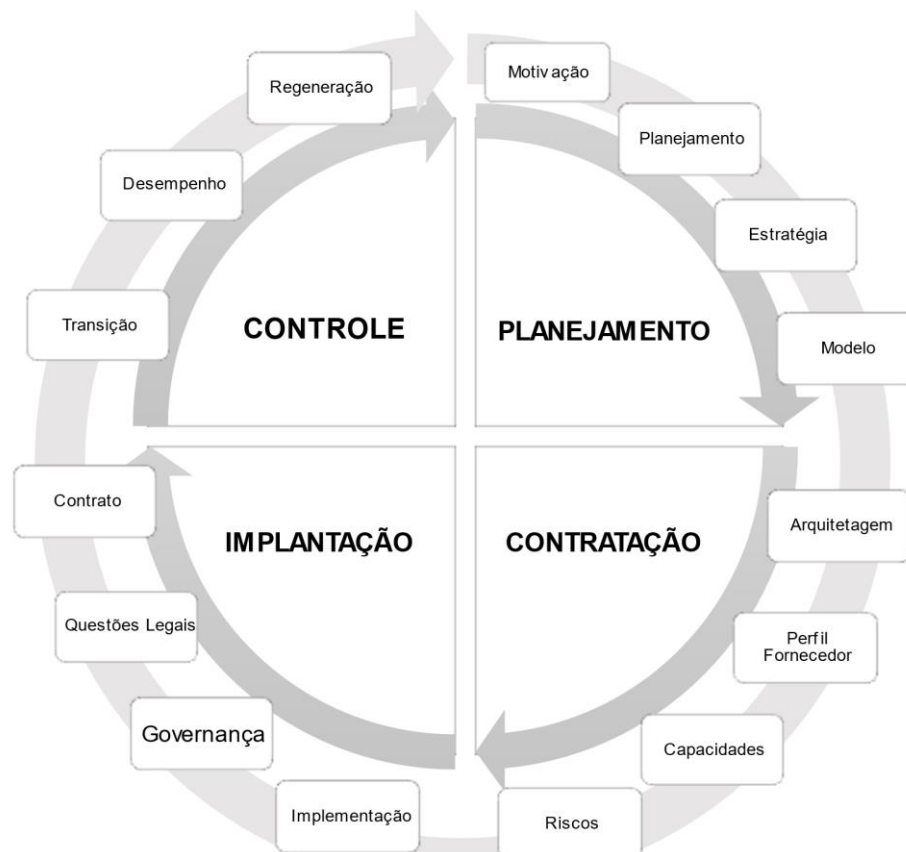 Regeneração
Motivação
Planejamento
Desempenho
Estratégia
Transição
CONTROLE
PLANEJAMENTO
Modelo
Contrato
IMPLANTAÇÃO
CONTRATAÇÃO
Arquitetagem
Questões Legais
Perfil
Fornecedor
Governança
Capacidades
Implementação
Riscos